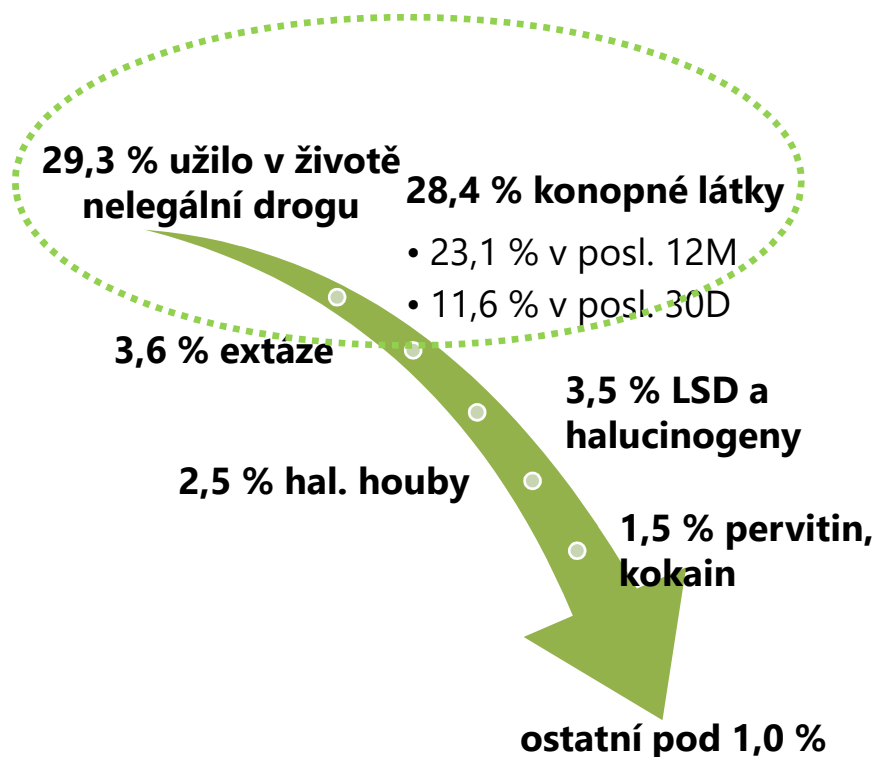 29,3 % užilo v životě
nelegální drogu
28,4 % konopné látky
• 23,1 % v posl. 12M
• 11,6 % v posl. 30D
3,6 % extáze
3,5 % LSD a
halucinogeny
2,5 % hal. houby
1,5 % pervitin,
kokain
ostatní pod 1,0 %